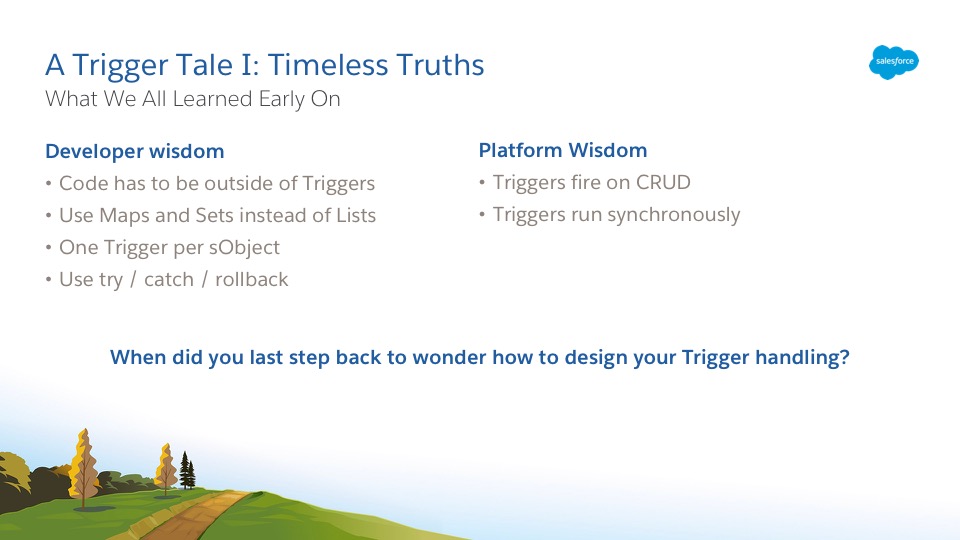 A Trigger Tale I: Timeless Truths
What We All Learned Early On
salesforce
Developer wisdom
• Code has to be outside of Triggers
• Use Maps and Sets instead of Lists
• One Trigger per sObject
• Use try / catch / rollback
Platform Wisdom
• Triggers fire on CRUD
• Triggers run synchronously
When did you last step back to wonder how to design your Trigger handling?